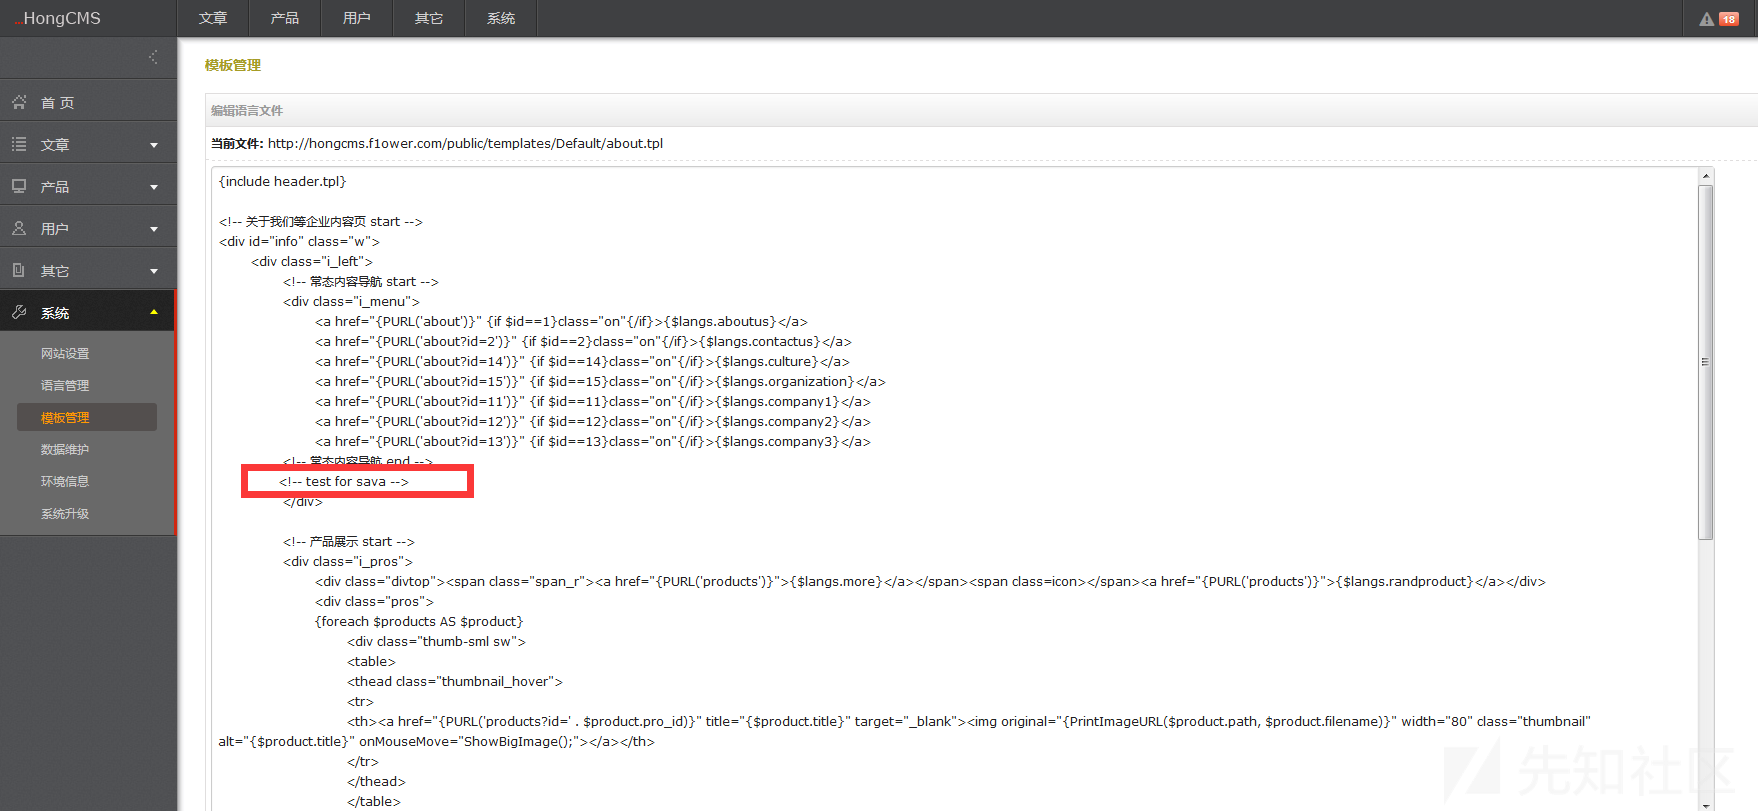 ...HongCMS
文章 产品 用户 其它 系统
18
首 页
文章
产品
用户
其它
系统
网站设置
语言管理
模板管理
数据维护
环境信息
系统升级
模板管理
编辑语言文件
当前文件: http://hongcms.f1ower.com/public/templates/Default/about.tpl
{include header.tpl}
<!-- 关于我们等企业内容页 start -->
<div id="info" class="w">
<div class="i_left">
<!-- 常态内容导航 start -->
<div class="i_menu">
<a href="{PURL('about')}" {if $id==1}class="on"{/if}>{$langs.aboutus}</a>
<a href="{PURL('about?id=2')}" {if $id==2}class="on"{/if}>{$langs.contactus}</a>
<a href="{PURL('about?id=14')}" {if $id==14}class="on"{/if}>{$langs.culture}</a>
<a href="{PURL('about?id=15')}" {if $id==15}class="on"{/if}>{$langs.organization}</a>
<a href="{PURL('about?id=11')}" {if $id==11}class="on"{/if}>{$langs.company1}</a>
<a href="{PURL('about?id=12')}" {if $id==12}class="on"{/if}>{$langs.company2}</a>
<a href="{PURL('about?id=13')}" {if $id==13}class="on"{/if}>{$langs.company3}</a>
<!-- 常态内容导航 end -->
<!-- test for sava -->
</div>
<!-- 产品展示 start -->
<div class="i_pros">
<div class="divtop"><span class="span_r"><a href="{PURL('products')}">{$langs.more}</a></span><span class=icon></span><a href="{PURL('products')}">{$langs.randproduct}</a></div>
<div class="pros">
{foreach $products AS $product}
<div class="thumb-sml sw">
<table>
<thead class="thumbnail_hover">
<tr>
<th><a href="{PURL('products?id=' . $product.pro_id)}" title="{$product.title}" target="_blank"><img original="{PrintImageURL($product.path, $product.filename)}" width="80" class="thumbnail"
alt="{$product.title}" onMouseMove="ShowBigImage();"></a></th>
</tr>
</thead>
</table>
先知社区